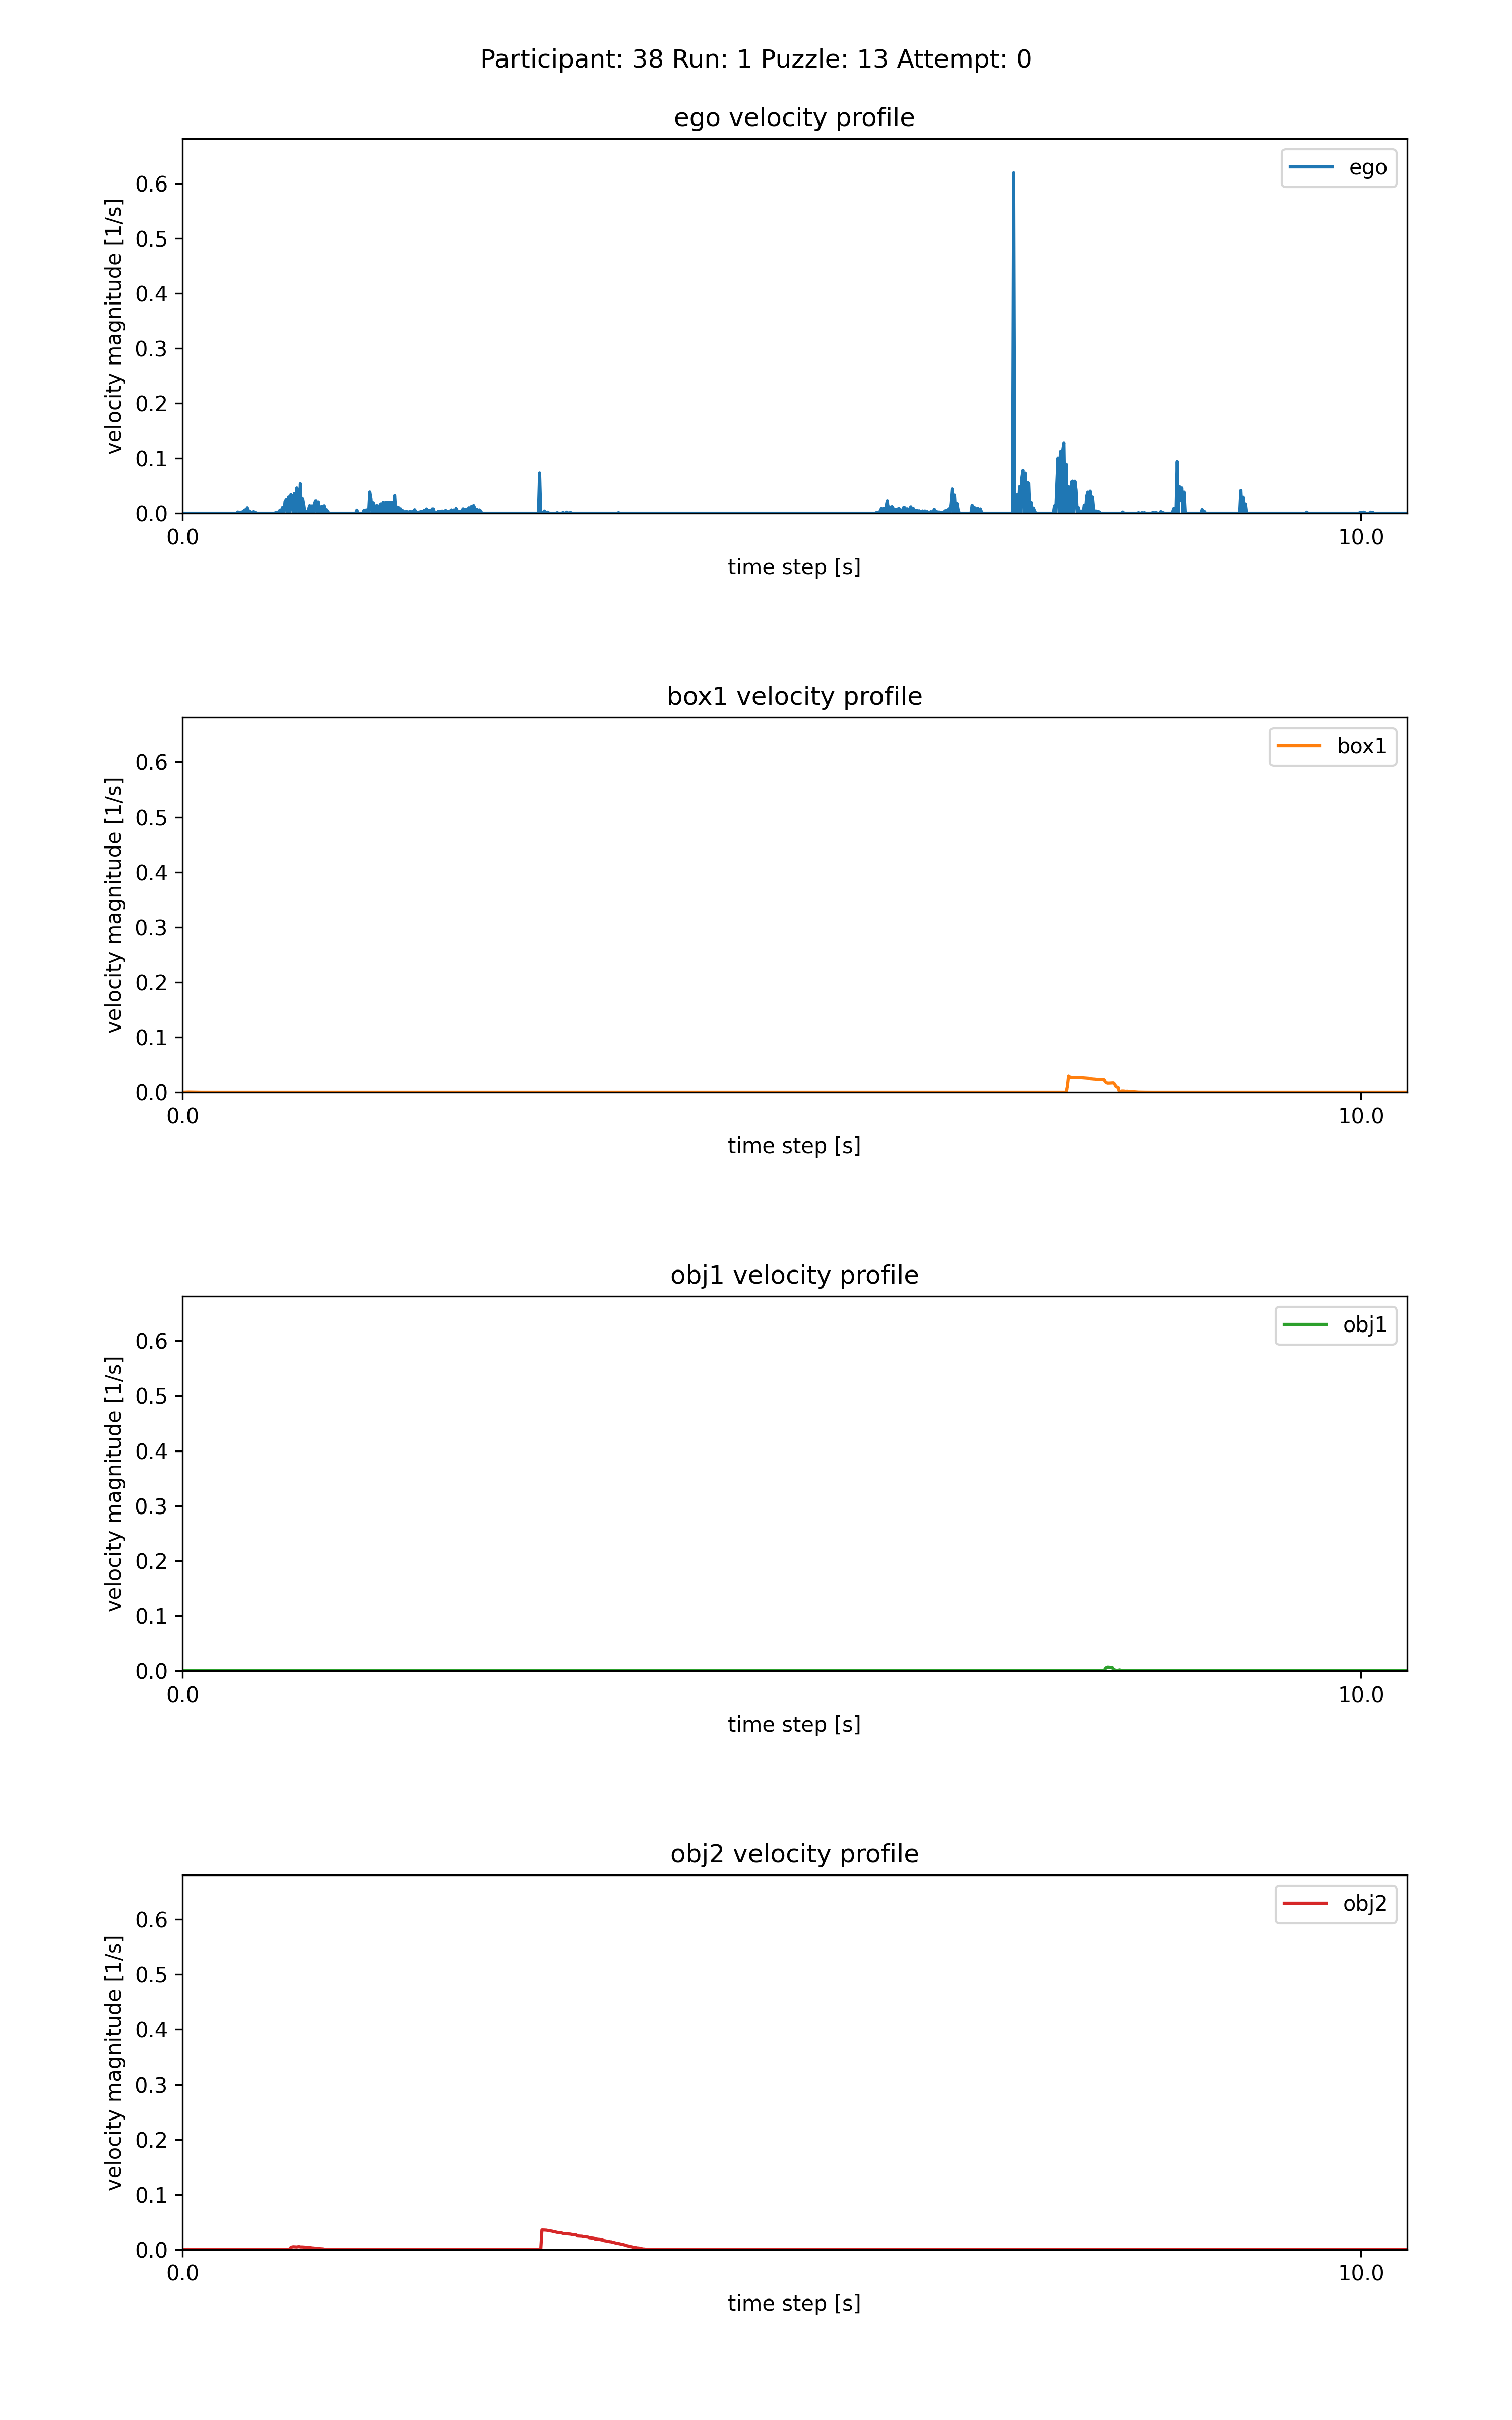 Participant: 38 Run: 1 Puzzle: 13 Attempt: 0
ego velocity profile
ego
velocity magnitude [1/s]
0.6
0.5
0.4
0.3
0.2
0.1
0.0
0.0 10.0
time step [s]
box1 velocity profile
box1
velocity magnitude [1/s]
0.6
0.5
0.4
0.3
0.2
0.1
0.0
0.0 10.0
time step [s]
obj1 velocity profile
obj1
velocity magnitude [1/s]
0.6
0.5
0.4
0.3
0.2
0.1
0.0
0.0 10.0
time step [s]
obj2 velocity profile
obj2
velocity magnitude [1/s]
0.6
0.5
0.4
0.3
0.2
0.1
0.0
0.0 10.0
time step [s]